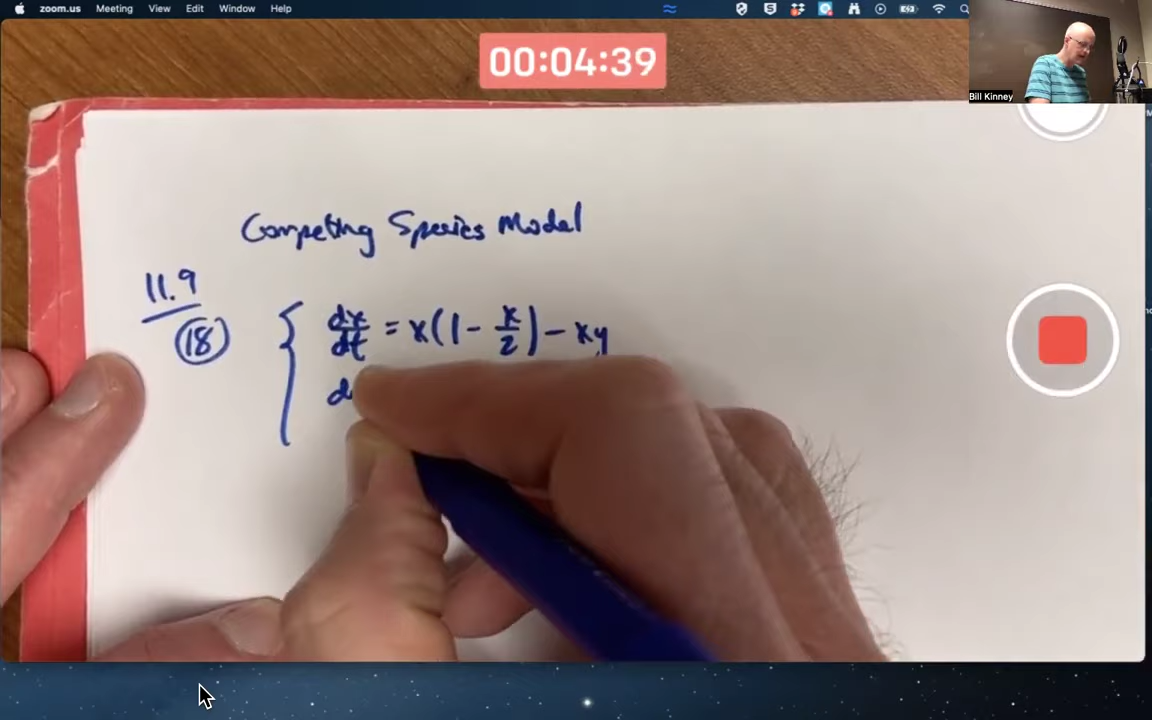 zoom.us Meeting View Edit Window Help
00:04:39
Bill Kinney
Competing Species Model
11.9
18
{ dx/dt = x(1 - x/2) - xy
d